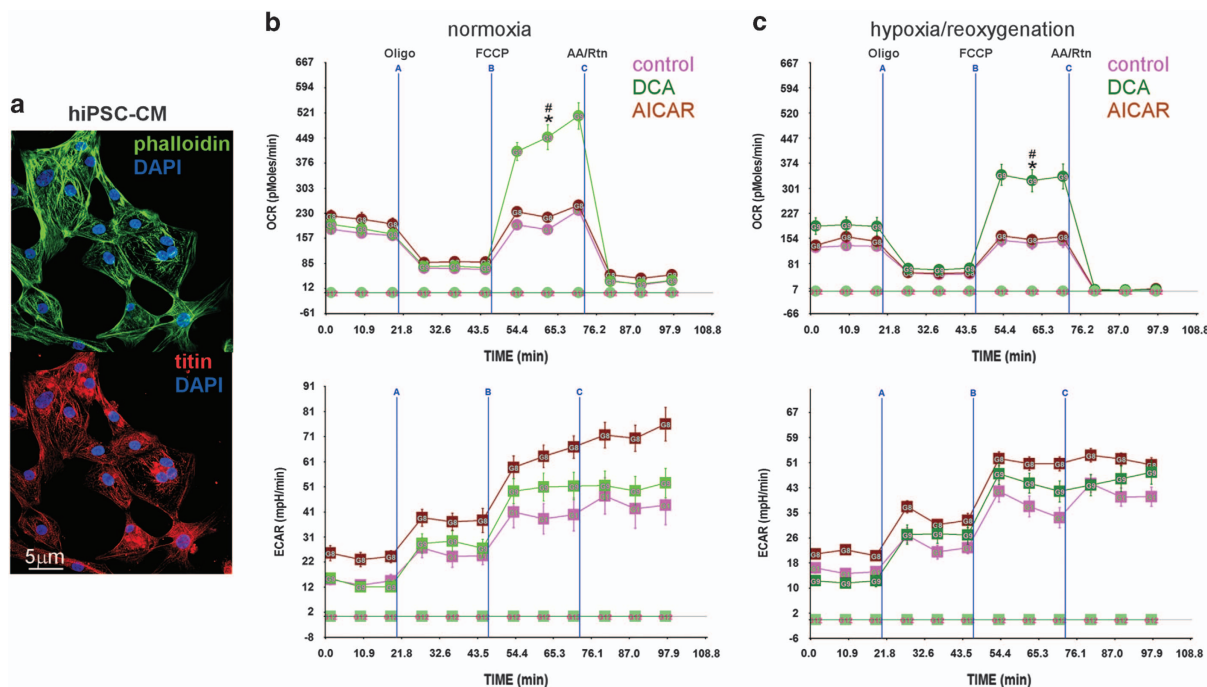 a
hiPSC-CM
phalloidin
DAPI
titin
DAPI
5µm
b
normoxia
Oligo FCCP AA/Rtn
A B C
control
DCA
AICAR
#
*
OCR (pMoles/min)
667
594
521
449
376
303
230
158
85
12
-61
0.0 10.9 21.8 32.6 43.5 54.4 65.3 76.1 87.0 97.9 108.8
TIME (min)
A B C
ECAR (mpH/min)
91
81
71
61
51
41
31
22
12
2
-8
0.0 10.9 21.8 32.6 43.5 54.4 65.3 76.1 87.0 97.9 108.8
TIME (min)
c
hypoxia/reoxygenation
Oligo FCCP AA/Rtn
A B C
control
DCA
AICAR
#
*
OCR (pMoles/min)
667
594
521
447
374
301
227
154
81
7
-66
0.0 10.9 21.8 32.6 43.5 54.4 65.3 76.2 87.0 97.9 108.8
TIME (min)
A B C
ECAR (mpH/min)
67
59
51
43
35
26
18
10
2
-6
0.0 10.9 21.8 32.6 43.5 54.4 65.3 76.1 87.0 97.9 108.8
TIME (min)